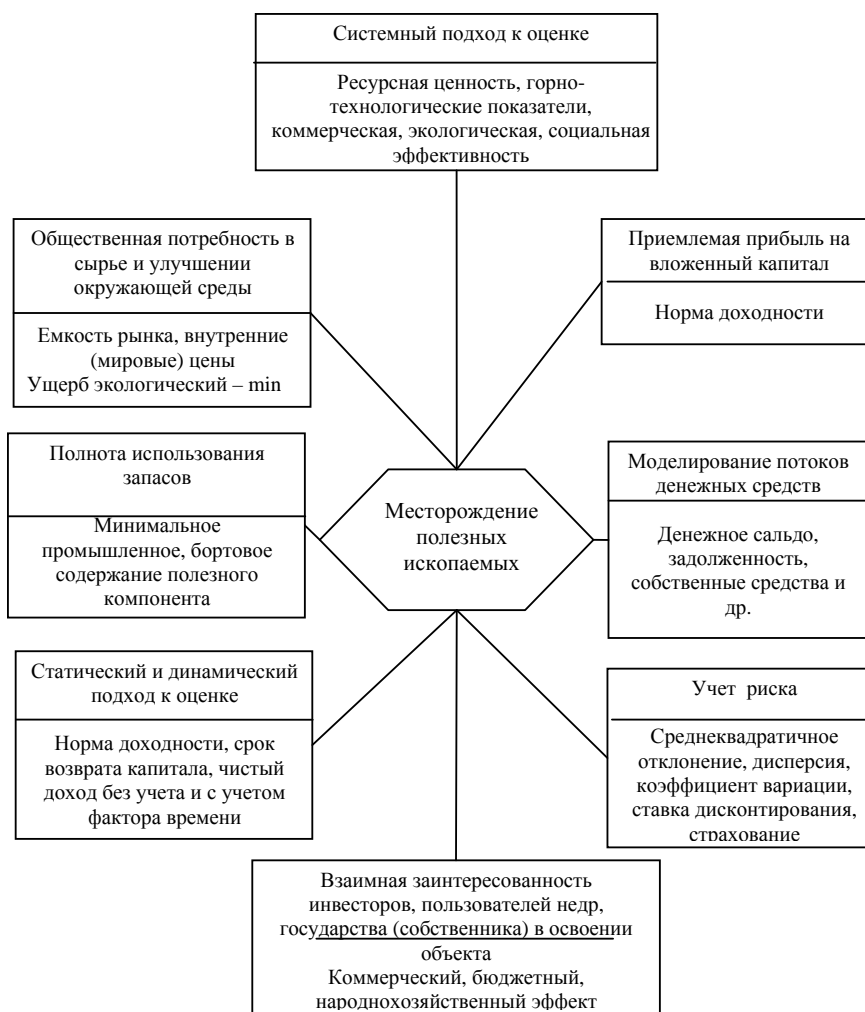 Системный подход к оценке
Ресурсная ценность, горно-
технологические показатели,
коммерческая, экологическая, социальная
эффективность
Общественная потребность в
сырье и улучшении
окружающей среды
Емкость рынка, внутренние
(мировые) цены
Ущерб экологический – min
Приемлемая прибыль на
вложенный капитал
Норма доходности
Полнота использования
запасов
Минимальное
промышленное, бортовое
содержание полезного
компонента
Месторождение
полезных
ископаемых
Моделирование потоков
денежных средств
Денежное сальдо,
задолженность,
собственные средства и
др.
Статический и динамический
подход к оценке
Норма доходности, срок
возврата капитала, чистый
доход без учета и с учетом
фактора времени
Учет риска
Среднеквадратичное
отклонение, дисперсия,
коэффициент вариации,
ставка дисконтирования,
страхование
Взаимная заинтересованность
инвесторов, пользователей недр,
государства (собственника) в освоении
объекта
Коммерческий, бюджетный,
народнохозяйственный эффект